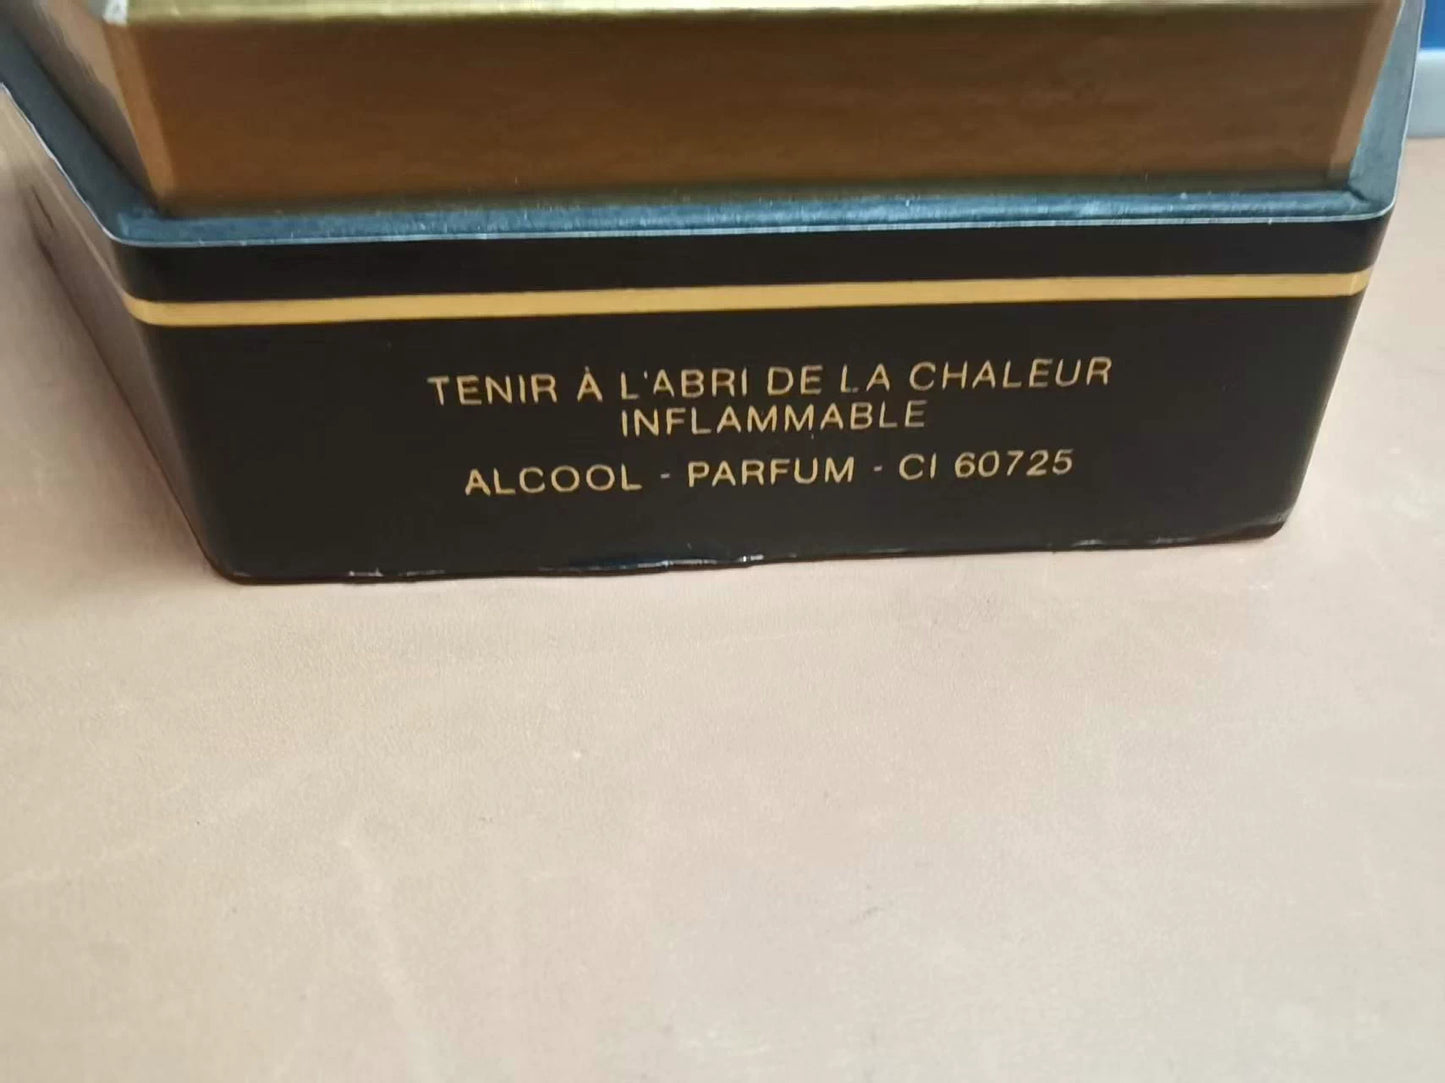 TENIR À L'ABRI DE LA CHALEUR
INFLAMMABLE
ALCOOL - PARFUM - CI 60725